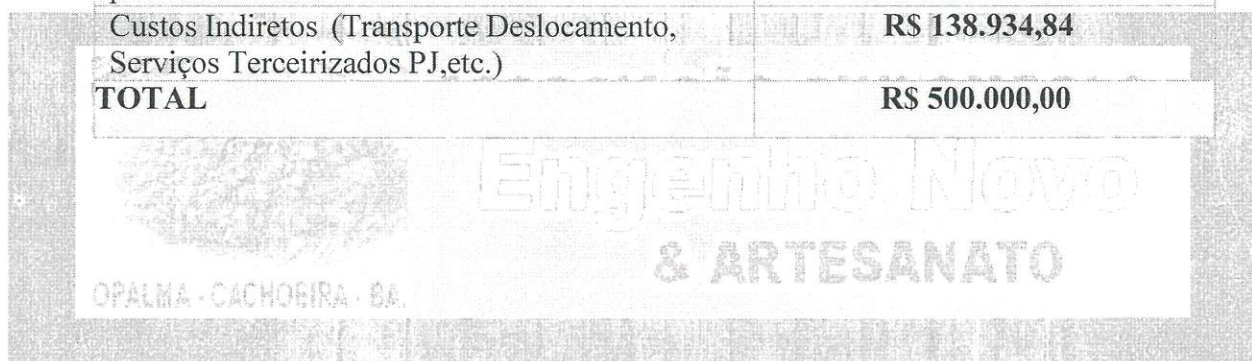 Custos Indiretos (Transporte Deslocamento, R$ 138.934,84
Serviços Terceirizados PJ,etc.)
TOTAL R$ 500.000,00
Engenho Novo
& ARTESANATO
OPALMA - CACHOEIRA - BA.